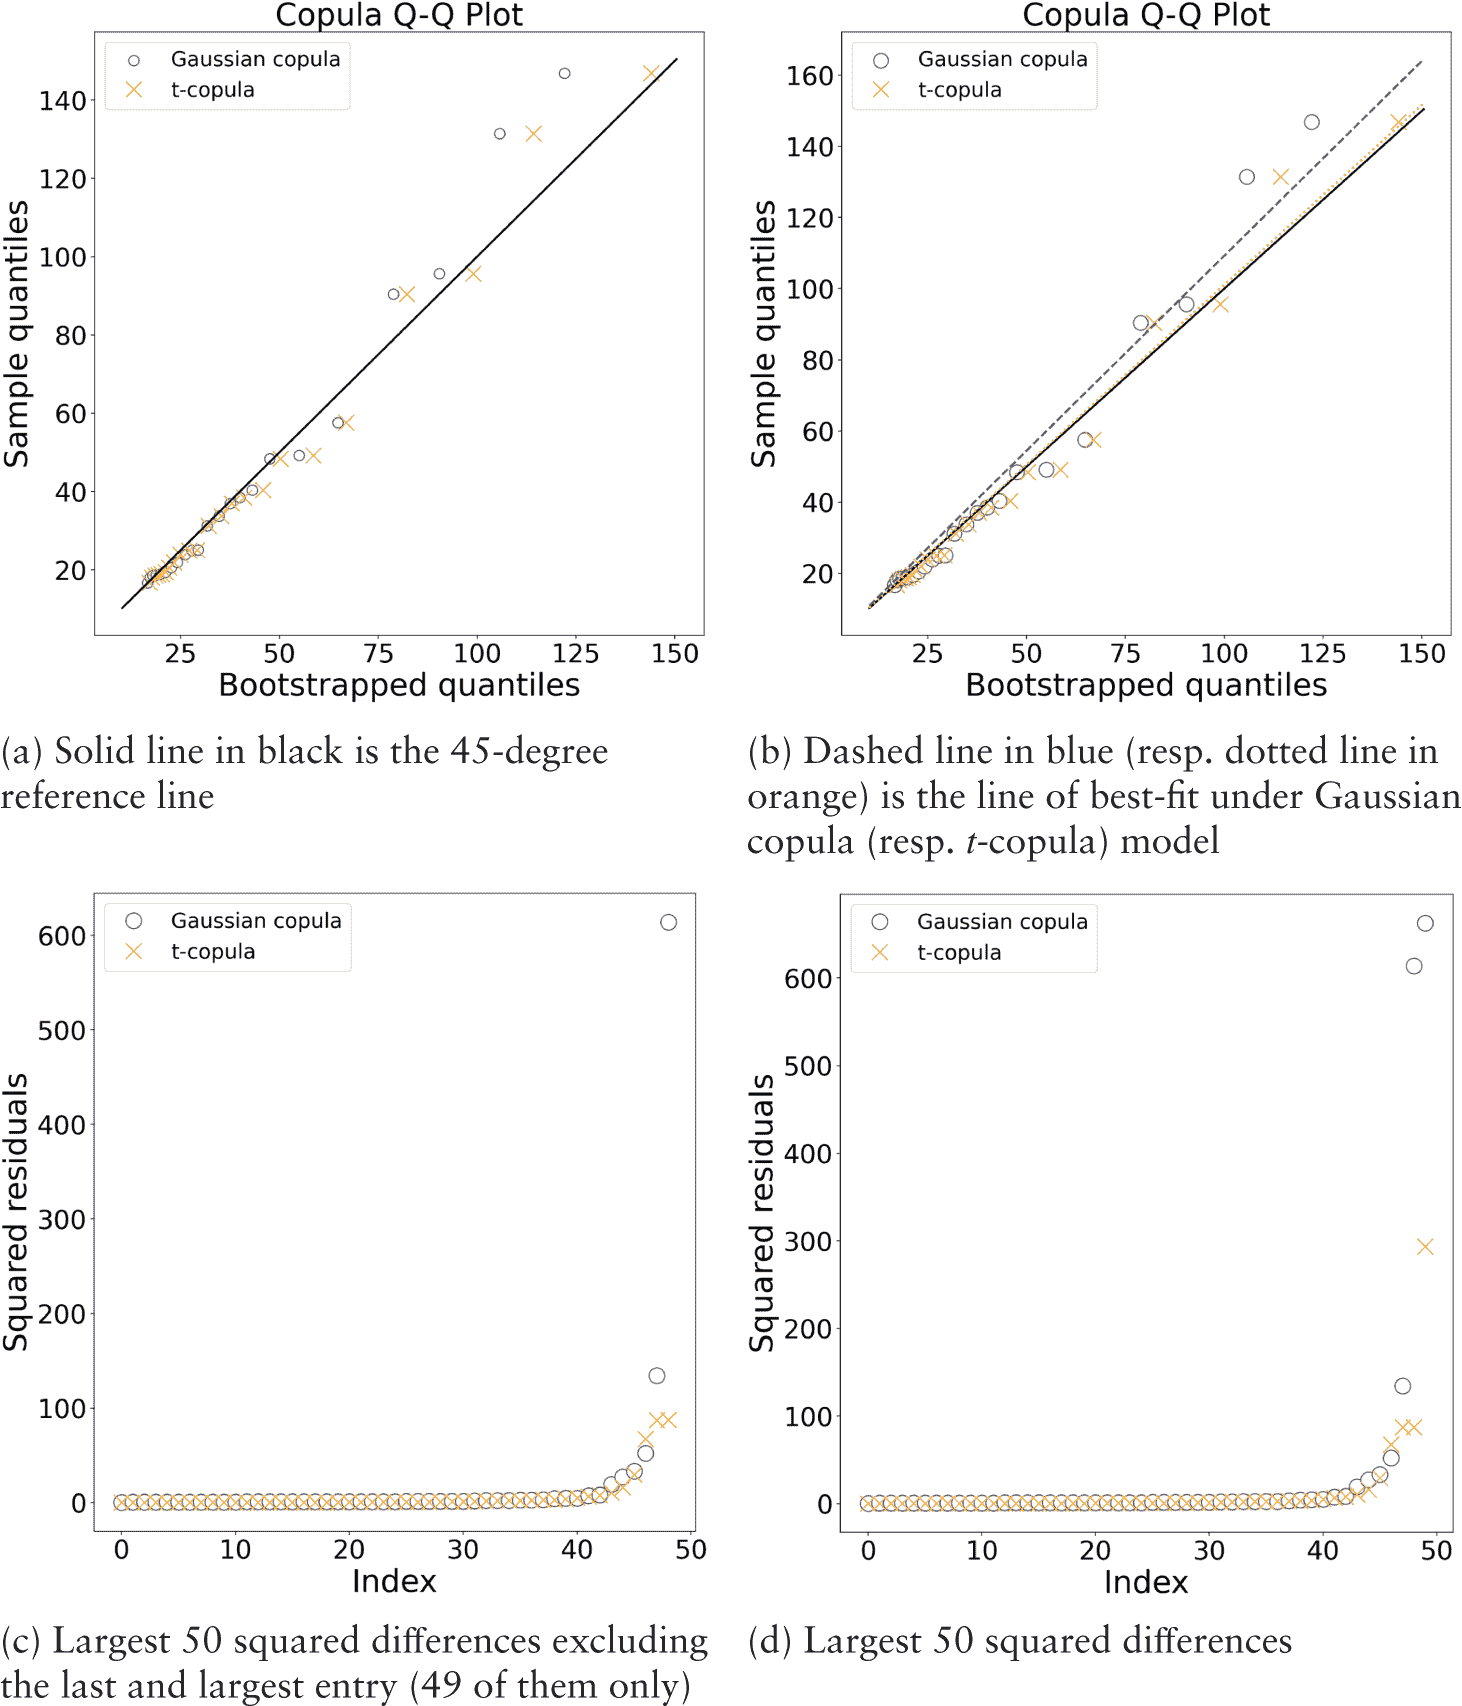 Copula Q-Q Plot
Gaussian copula
t-copula
Sample quantiles
140
120
100
80
60
40
20
25 50 75 100 125 150
Bootstrapped quantiles
(a) Solid line in black is the 45-degree
reference line
Copula Q-Q Plot
Gaussian copula
t-copula
Sample quantiles
160
140
120
100
80
60
40
20
25 50 75 100 125 150
Bootstrapped quantiles
(b) Dashed line in blue (resp. dotted line in
orange) is the line of best-fit under Gaussian
copula (resp. t-copula) model
Gaussian copula
t-copula
Squared residuals
600
500
400
300
200
100
0
0 10 20 30 40 50
Index
(c) Largest 50 squared differences excluding
the last and largest entry (49 of them only)
Gaussian copula
t-copula
Squared residuals
600
500
400
300
200
100
0
0 10 20 30 40 50
Index
(d) Largest 50 squared differences